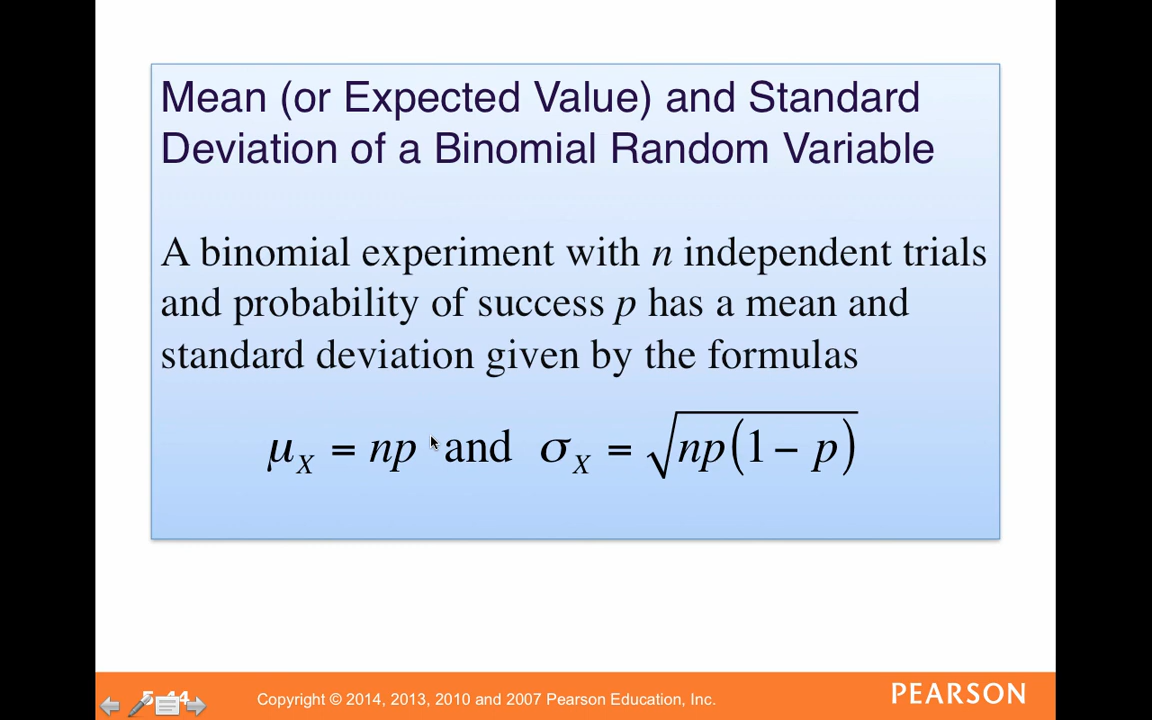 Mean (or Expected Value) and Standard
Deviation of a Binomial Random Variable
A binomial experiment with n independent trials
and probability of success p has a mean and
standard deviation given by the formulas
μ_X = np and σ_X = √(np(1 − p))
5-44
Copyright © 2014, 2013, 2010 and 2007 Pearson Education, Inc.
PEARSON